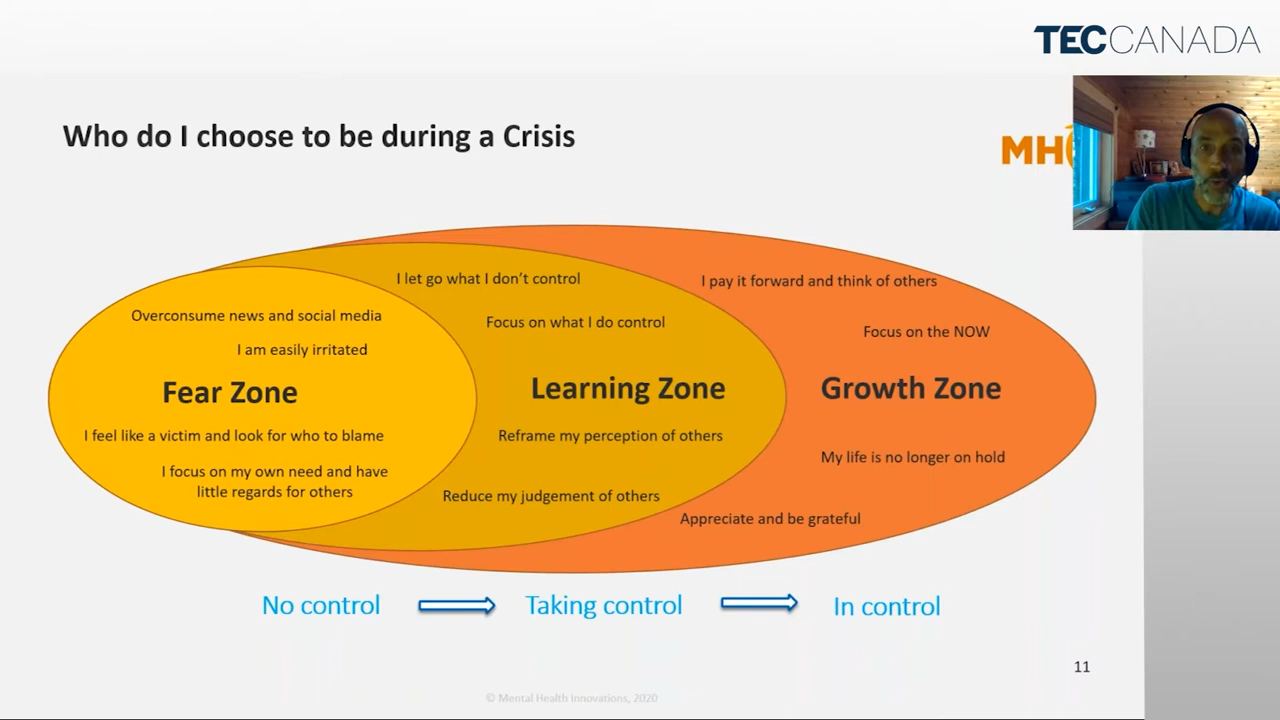 TECCANADA
Who do I choose to be during a Crisis
MH
I let go what I don't control
I pay it forward and think of others
Overconsume news and social media
Focus on what I do control
Focus on the NOW
I am easily irritated
Fear Zone
Learning Zone
Growth Zone
I feel like a victim and look for who to blame
Reframe my perception of others
My life is no longer on hold
I focus on my own need and have
little regards for others
Reduce my judgement of others
Appreciate and be grateful
No control
Taking control
In control
11
© Mental Health Innovations, 2020